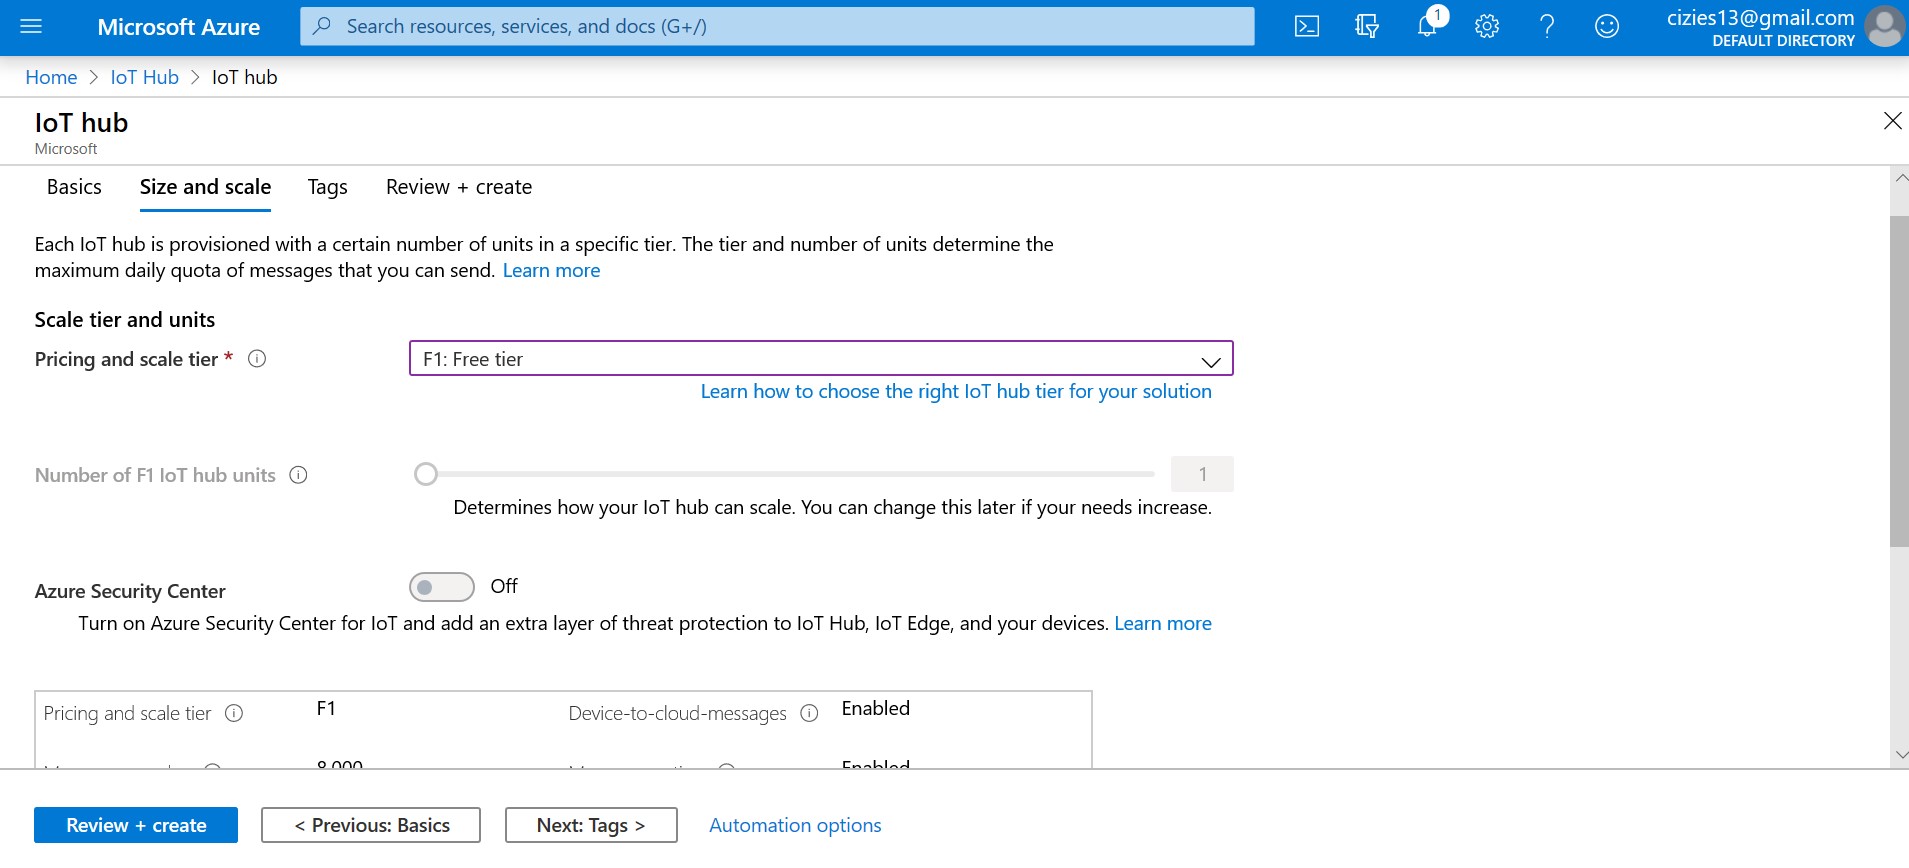 Microsoft Azure
Search resources, services, and docs (G+/)
1
cizies13@gmail.com
DEFAULT DIRECTORY
Home > IoT Hub > IoT hub
IoT hub
Microsoft
Basics Size and scale Tags Review + create
Each IoT hub is provisioned with a certain number of units in a specific tier. The tier and number of units determine the
maximum daily quota of messages that you can send. Learn more
Scale tier and units
Pricing and scale tier *
F1: Free tier
Learn how to choose the right IoT hub tier for your solution
Number of F1 IoT hub units
1
Determines how your IoT hub can scale. You can change this later if your needs increase.
Azure Security Center
Off
Turn on Azure Security Center for IoT and add an extra layer of threat protection to IoT Hub, IoT Edge, and your devices. Learn more
Pricing and scale tier F1 Device-to-cloud-messages Enabled
8,000 Enabled
Review + create < Previous: Basics Next: Tags > Automation options